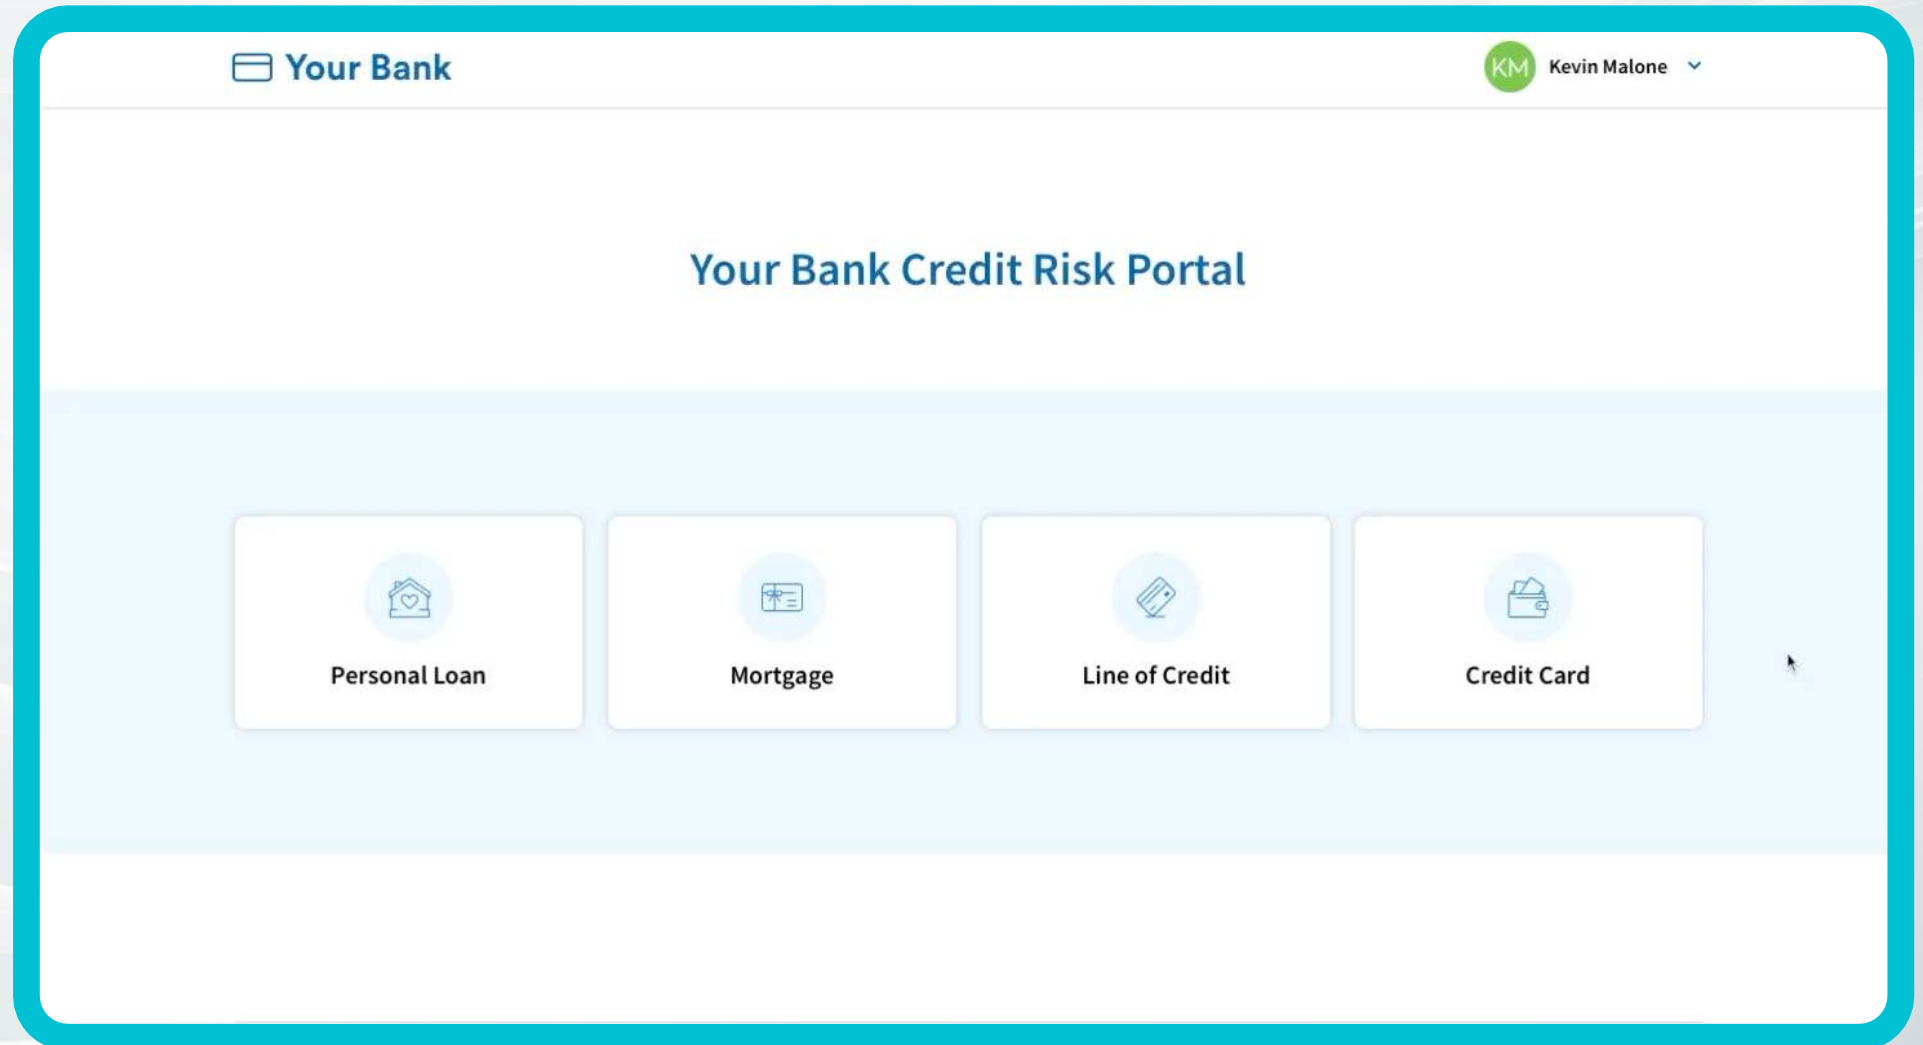 Your Bank
KM Kevin Malone
Your Bank Credit Risk Portal
Personal Loan
Mortgage
Line of Credit
Credit Card